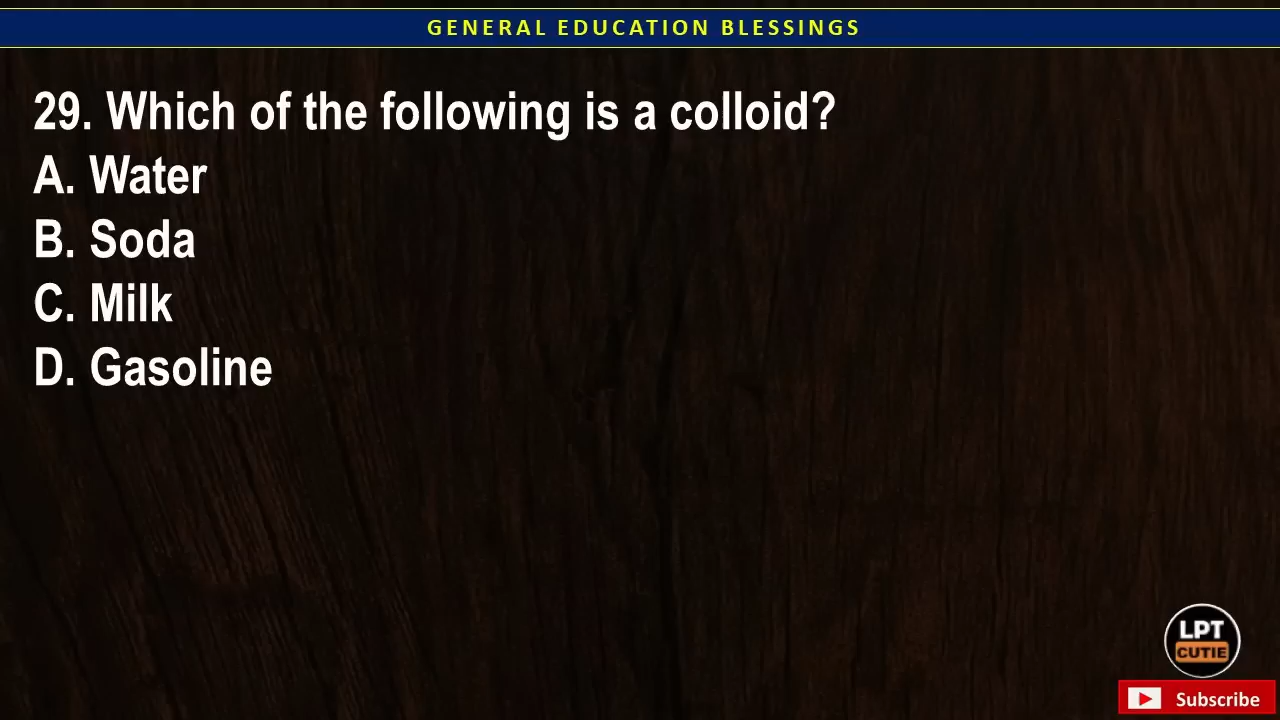 GENERAL EDUCATION BLESSINGS
29. Which of the following is a colloid?
A. Water
B. Soda
C. Milk
D. Gasoline
LPT
CUTIE
Subscribe